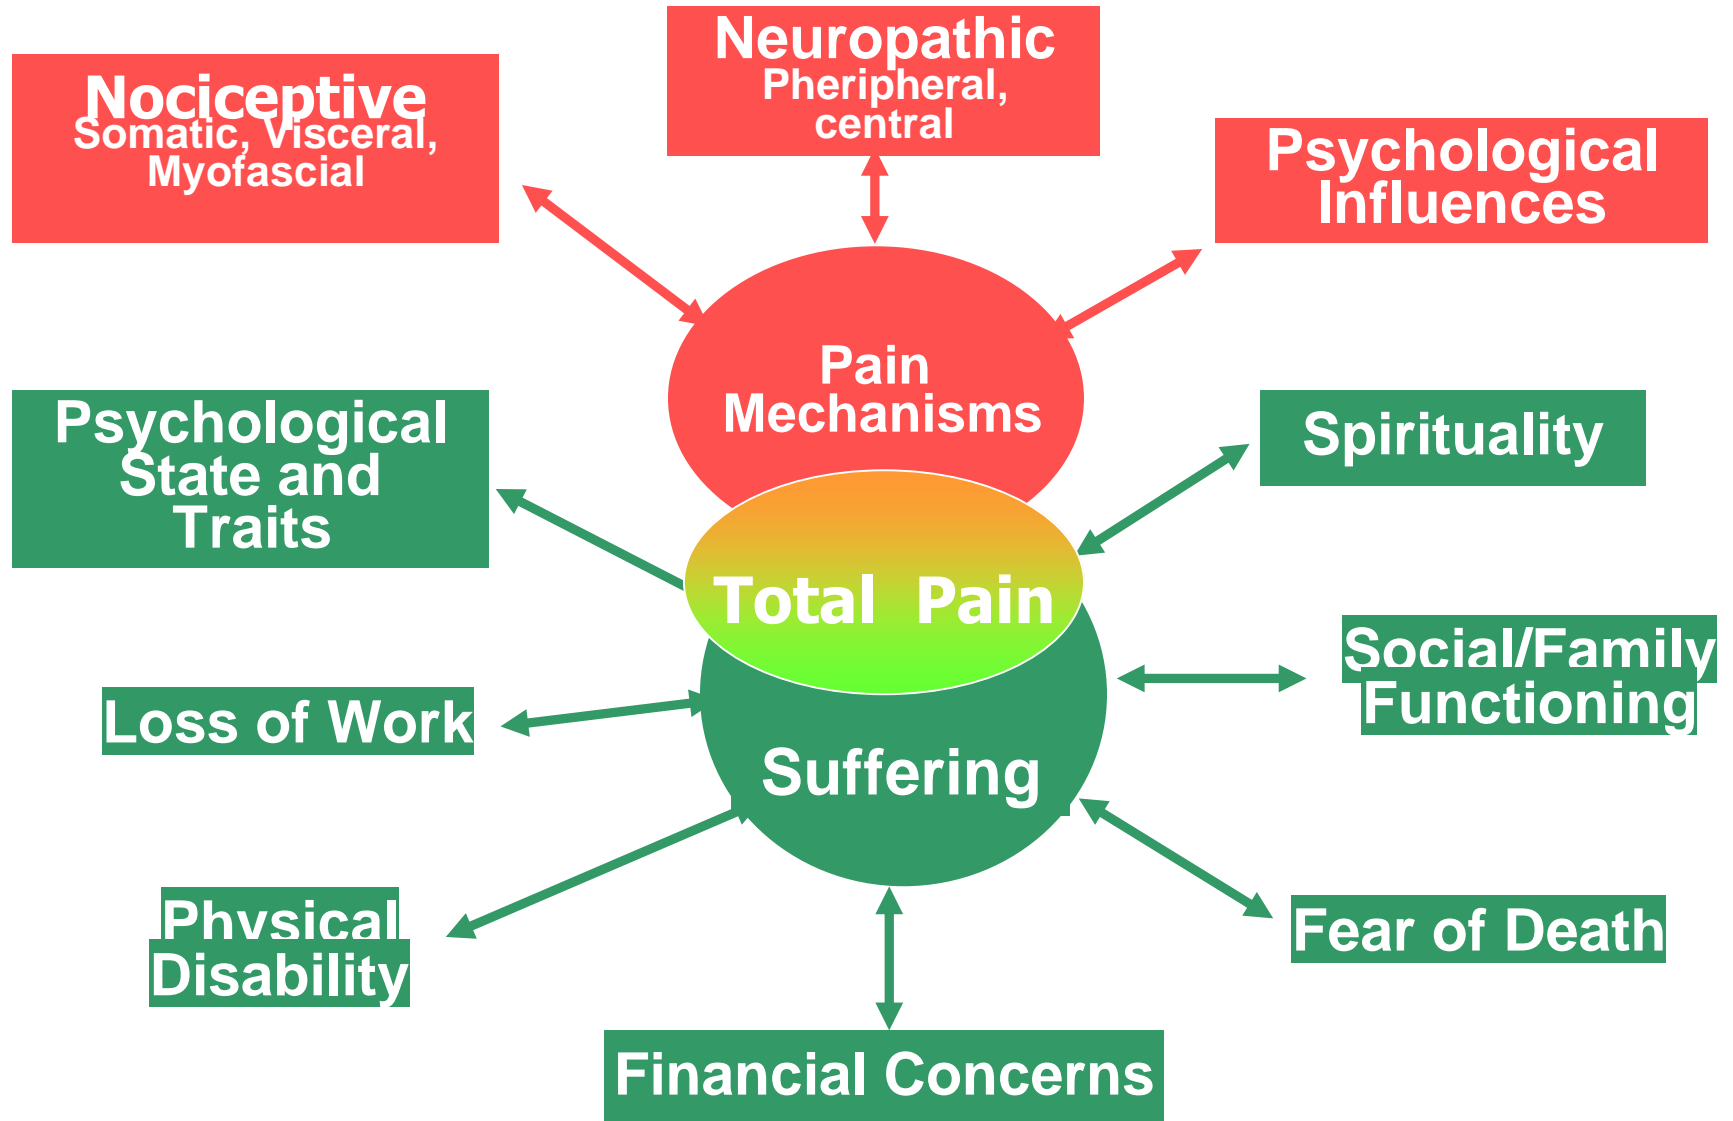 Neuropathic
Pheripheral,
central
Nociceptive
Somatic, Visceral,
Myofascial
Psychological
Influences
Pain
Mechanisms
Psychological
State and
Traits
Spirituality
Total Pain
Social/Family
Functioning
Loss of Work
Suffering
Physical
Disability
Fear of Death
Financial Concerns